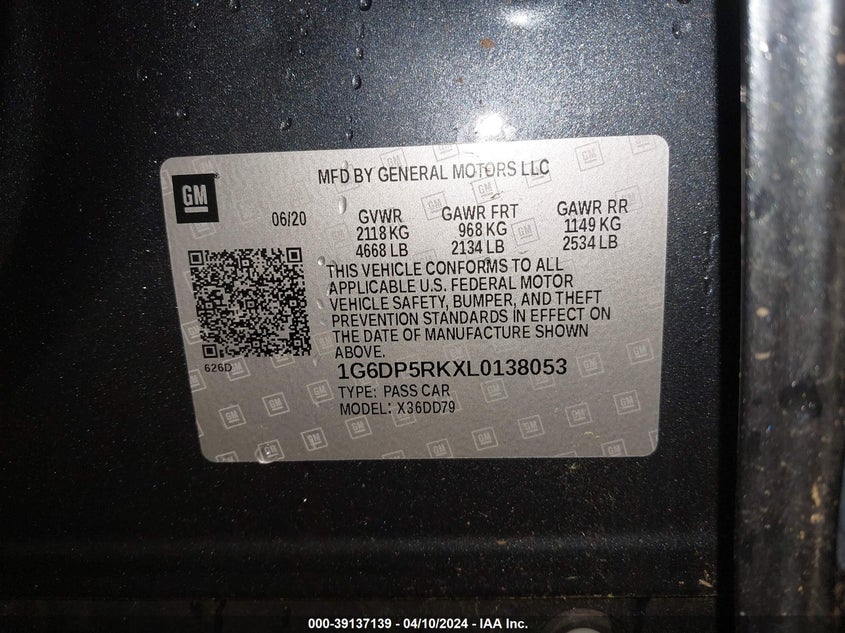 MFD BY GENERAL MOTORS LLC
GM
06/20
GVWR GAWR FRT GAWR RR
2118 KG 968 KG 1149 KG
4668 LB 2134 LB 2534 LB
THIS VEHICLE CONFORMS TO ALL
APPLICABLE U.S. FEDERAL MOTOR
VEHICLE SAFETY, BUMPER, AND THEFT
PREVENTION STANDARDS IN EFFECT ON
THE DATE OF MANUFACTURE SHOWN
ABOVE.
626D
1G6DP5RKXL0138053
TYPE: PASS CAR
MODEL: X36DD79
000-39137139 - 04/10/2024 - IAA Inc.